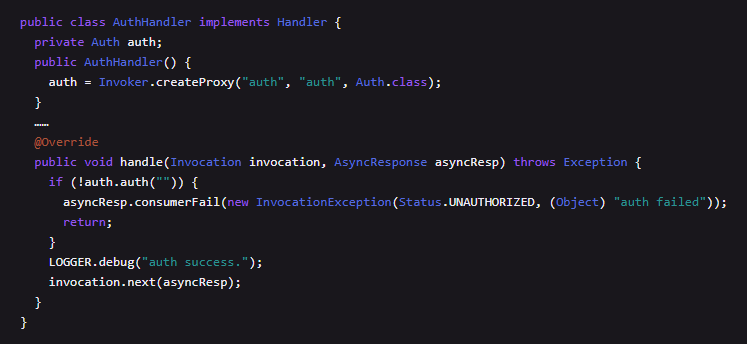 public class AuthHandler implements Handler {
  private Auth auth;
  public AuthHandler() {
    auth = Invoker.createProxy("auth", "auth", Auth.class);
  }
  ……
  @Override
  public void handle(Invocation invocation, AsyncResponse asyncResp) throws Exception {
    if (!auth.auth("")) {
      asyncResp.consumerFail(new InvocationException(Status.UNAUTHORIZED, (Object) "auth failed"));
      return;
    }
    LOGGER.debug("auth success.");
    invocation.next(asyncResp);
  }
}